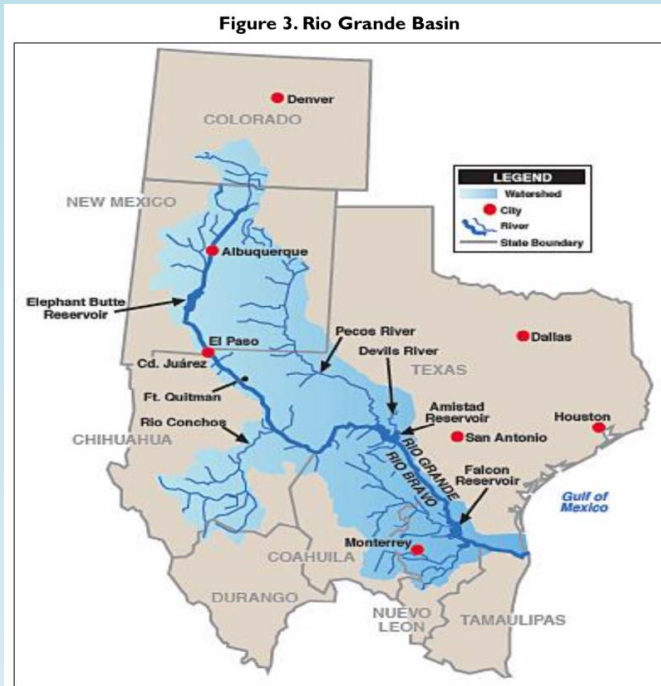 Figure 3. Rio Grande Basin
Denver
COLORADO
LEGEND
Watershed
City
River
State Boundary
NEW MEXICO
Albuquerque
Elephant Butte
Reservoir
El Paso
Pecos River
Dallas
Cd. Juárez
Devils River
TEXAS
Ft. Quitman
Amistad
Reservoir
Houston
Rio Conchos
San Antonio
CHIHUAHUA
RIO GRANDE
RIO BRAVO
Falcon
Reservoir
Gulf of
Mexico
Monterrey
COAHUILA
DURANGO
NUEVO
LEÓN
TAMAULIPAS